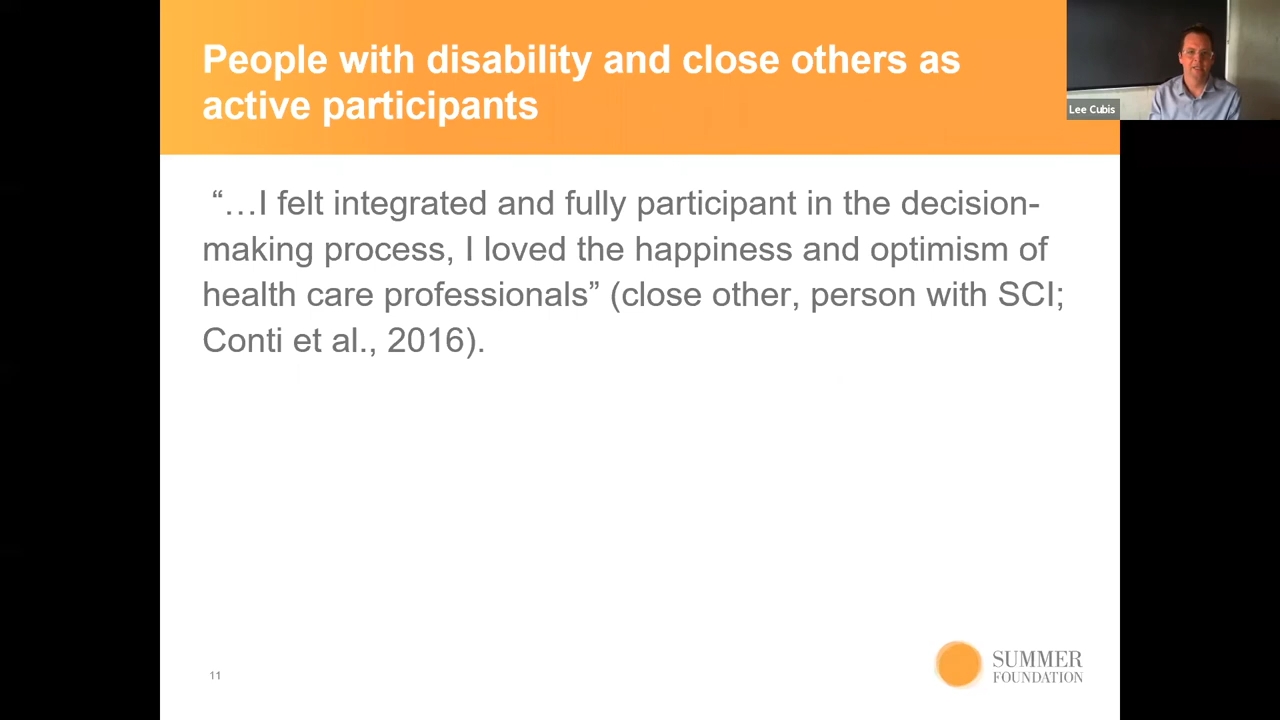 People with disability and close others as
active participants
Lee Cubis
“…I felt integrated and fully participant in the decision-
making process, I loved the happiness and optimism of
health care professionals” (close other, person with SCI;
Conti et al., 2016).
11
SUMMER
FOUNDATION